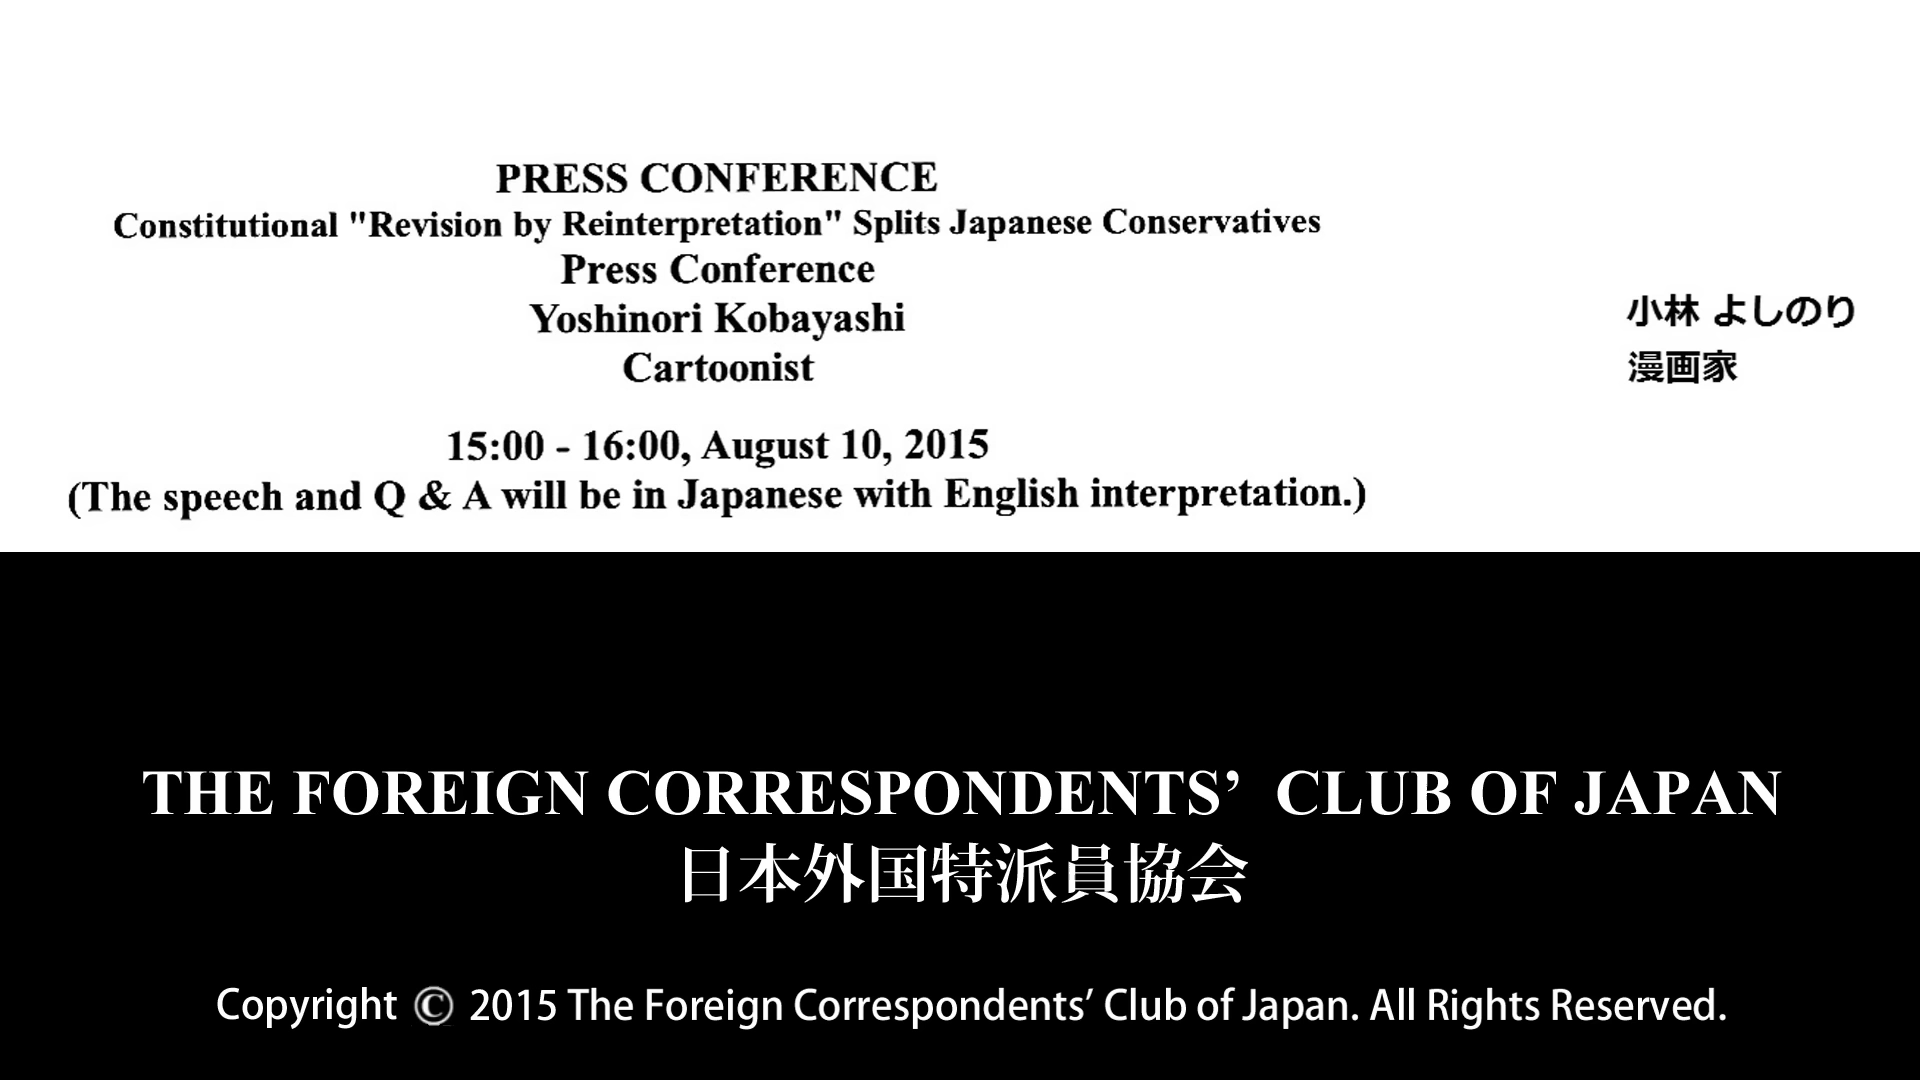 PRESS CONFERENCE
Constitutional "Revision by Reinterpretation" Splits Japanese Conservatives
Press Conference
Yoshinori Kobayashi
Cartoonist
15:00 - 16:00, August 10, 2015
(The speech and Q & A will be in Japanese with English interpretation.)
小林 よしのり
漫画家
THE FOREIGN CORRESPONDENTS’ CLUB OF JAPAN
日本外国特派員協会
Copyright © 2015 The Foreign Correspondents’ Club of Japan. All Rights Reserved.